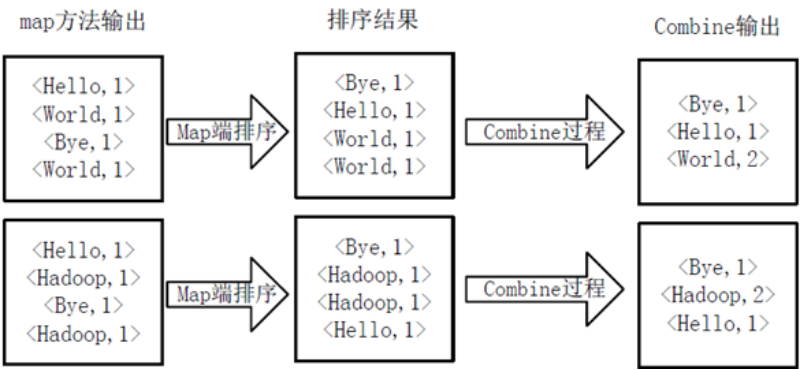 map方法输出
排序结果
Combine输出
<Hello,1>
<World,1>
<Bye,1>
<World,1>
Map端排序
<Bye,1>
<Hello,1>
<World,1>
<World,1>
Combine过程
<Bye,1>
<Hello,1>
<World,2>
<Hello,1>
<Hadoop,1>
<Bye,1>
<Hadoop,1>
Map端排序
<Bye,1>
<Hadoop,1>
<Hadoop,1>
<Hello,1>
Combine过程
<Bye,1>
<Hadoop,2>
<Hello,1>